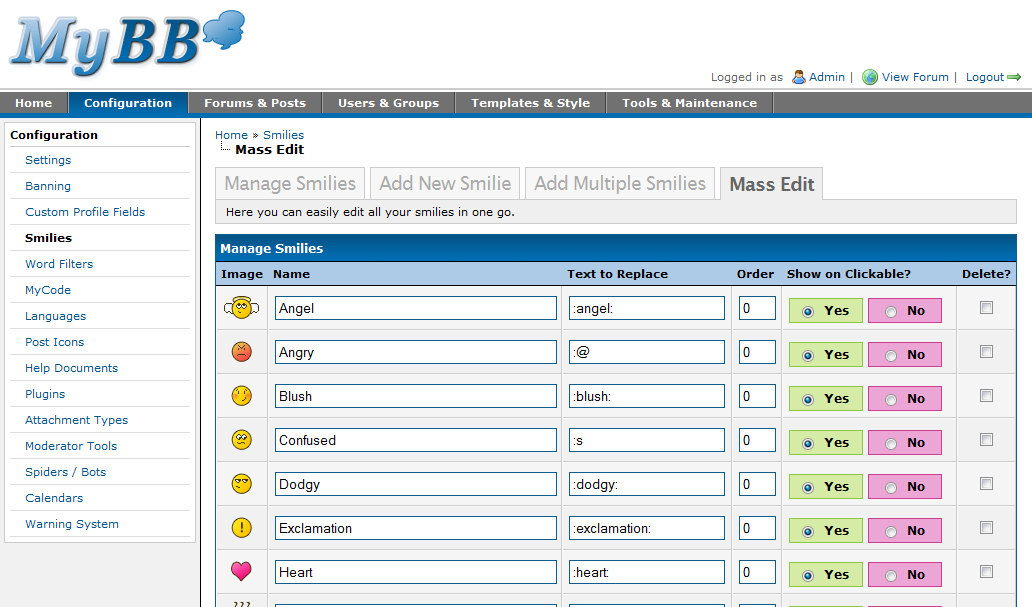 MyBB
Logged in as Admin | View Forum | Logout
Home Configuration Forums & Posts Users & Groups Templates & Style Tools & Maintenance
Configuration
Settings
Banning
Custom Profile Fields
Smilies
Word Filters
MyCode
Languages
Post Icons
Help Documents
Plugins
Attachment Types
Moderator Tools
Spiders / Bots
Calendars
Warning System
Home » Smilies
Mass Edit
Manage Smilies Add New Smilie Add Multiple Smilies Mass Edit
Here you can easily edit all your smilies in one go.
Manage Smilies
Image Name Text to Replace Order Show on Clickable? Delete?
Angel :angel: 0 Yes No
Angry :@ 0 Yes No
Blush :blush: 0 Yes No
Confused :s 0 Yes No
Dodgy :dodgy: 0 Yes No
! Exclamation :exclamation: 0 Yes No
Heart :heart: 0 Yes No
???